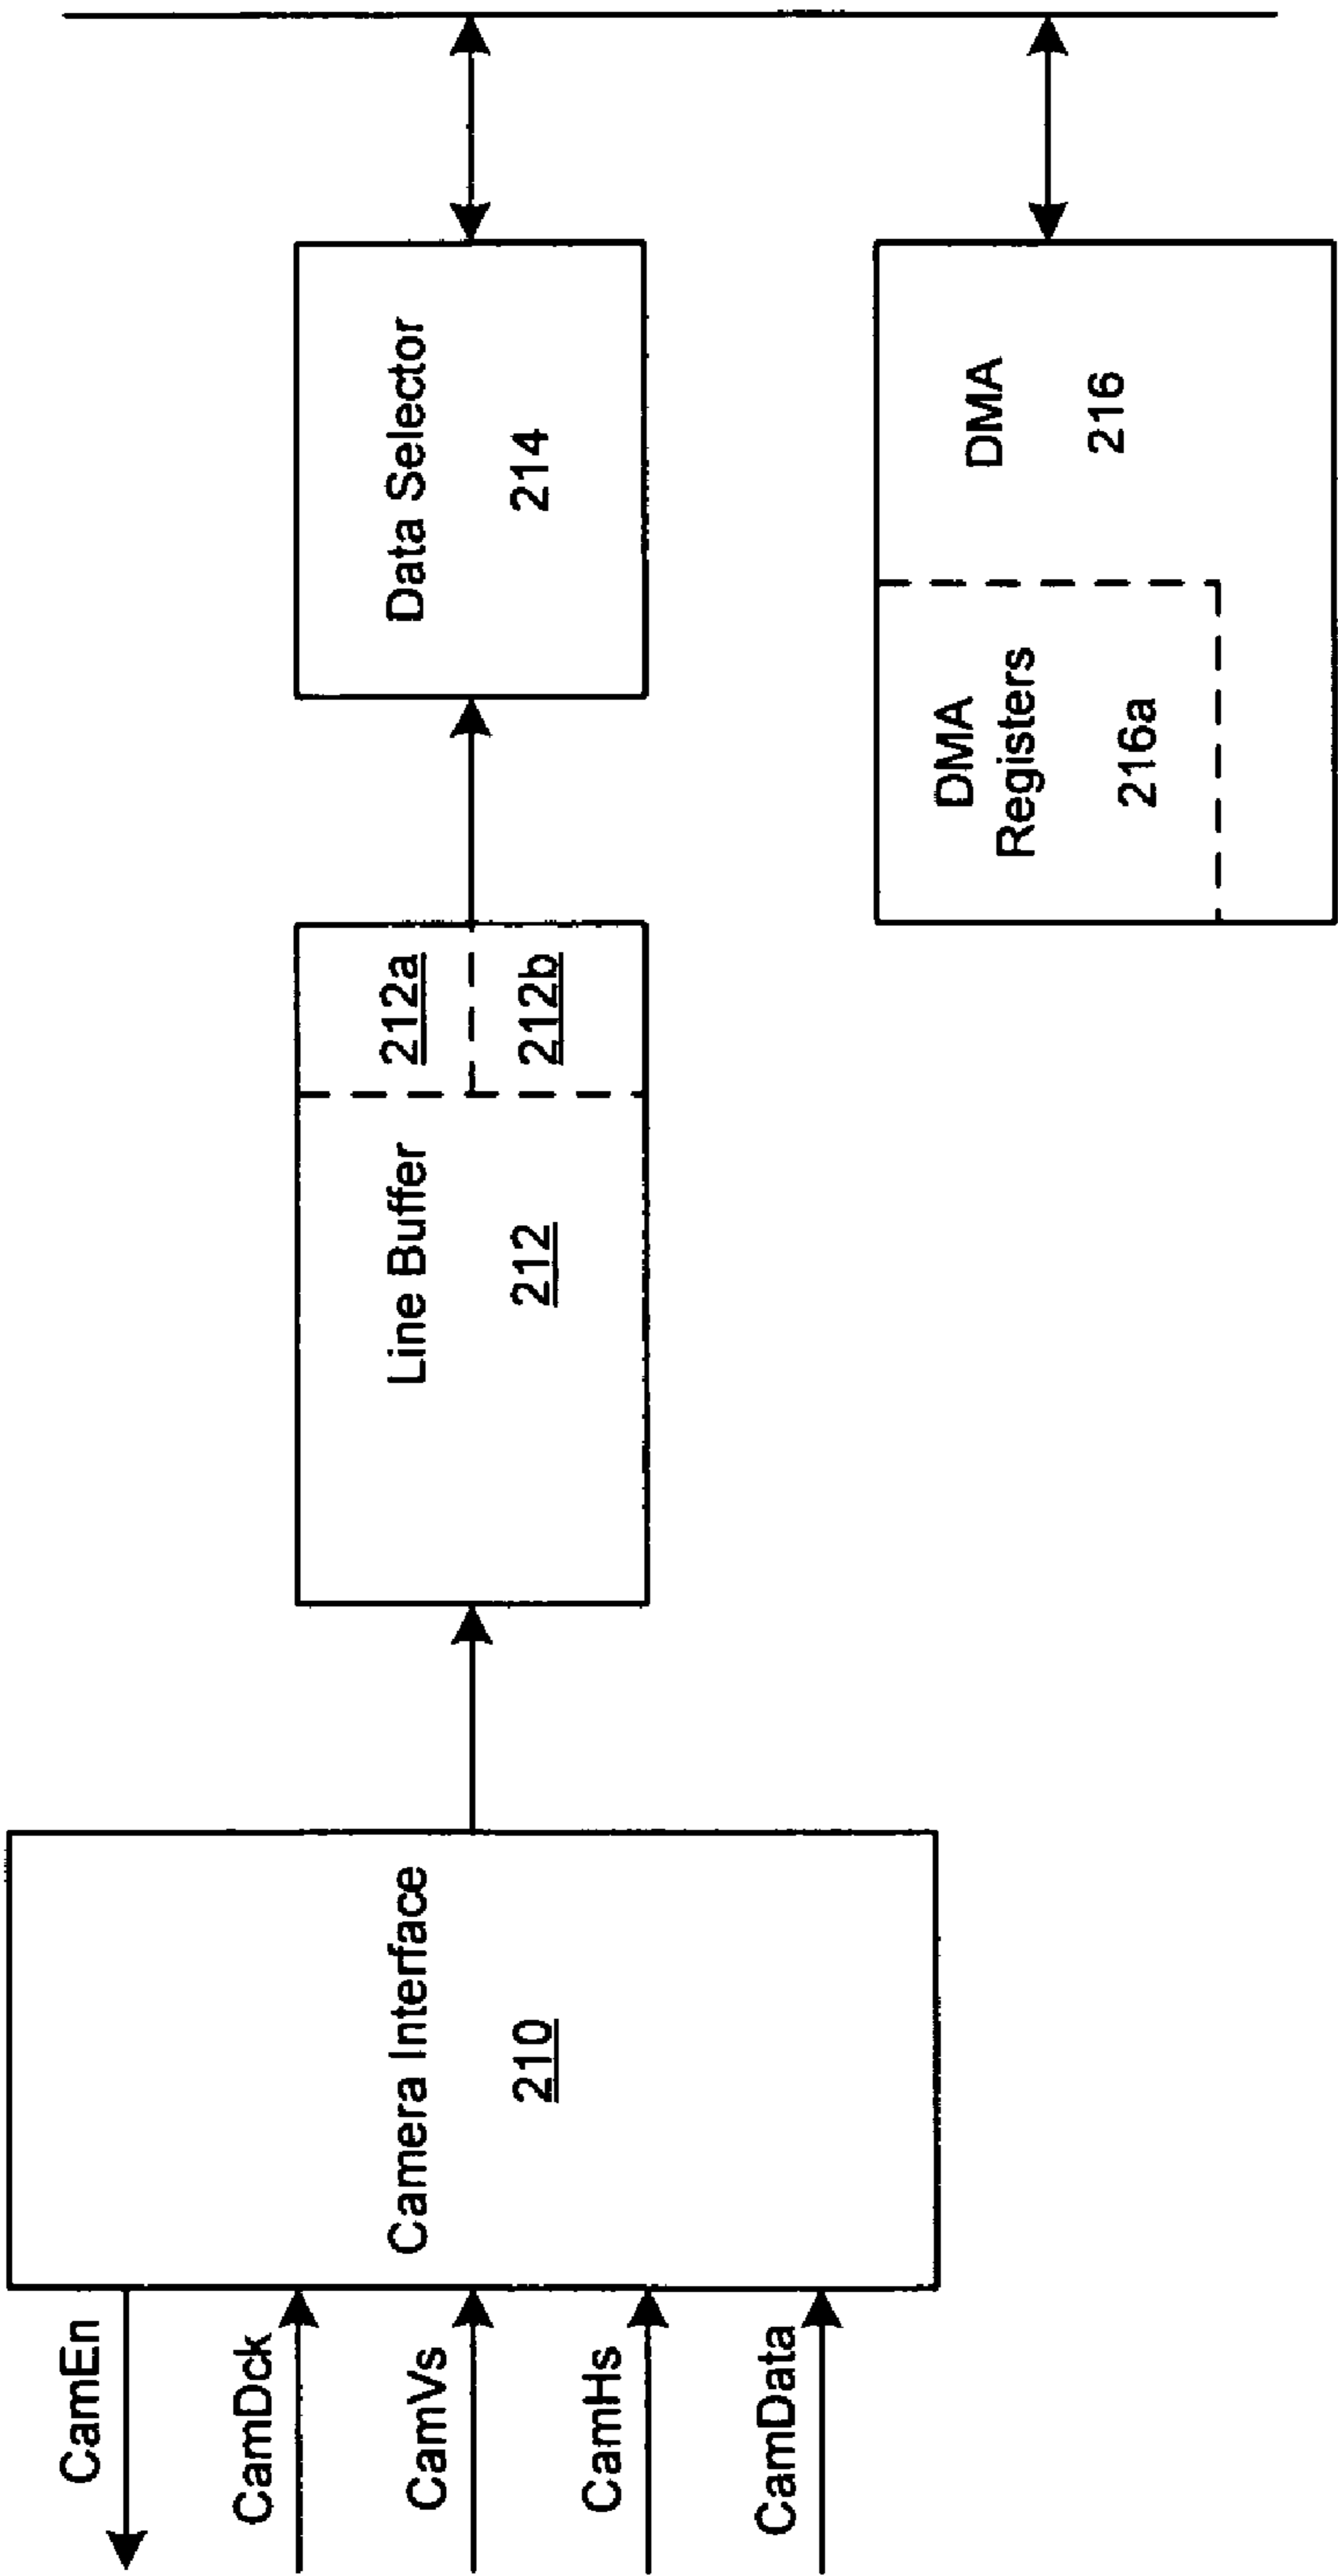 CamEn
CamDck
CamVs
CamHs
CamData
Camera Interface
210
Line Buffer
212
212a
212b
Data Selector
214
DMA
Registers
216a
DMA
216